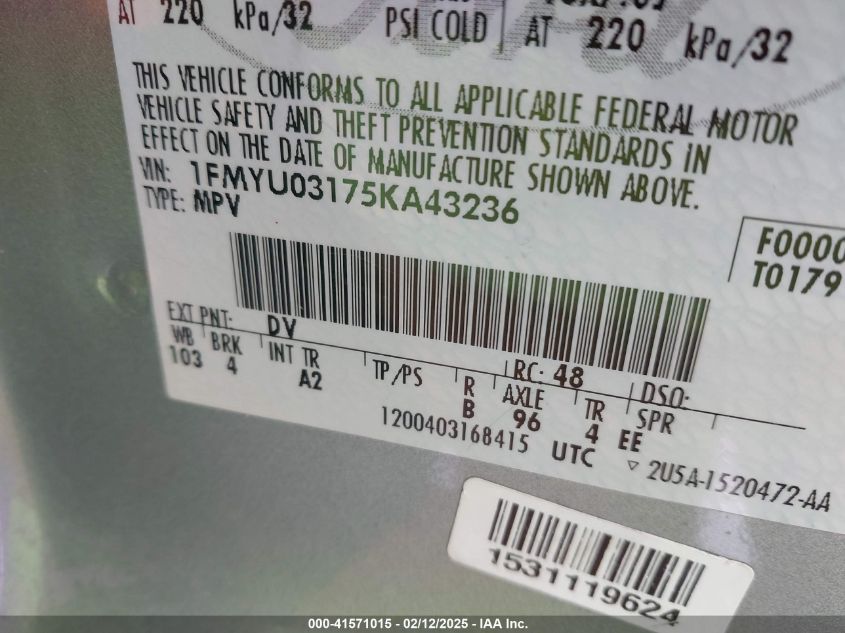 AT 220 kPa/32 PSI COLD AT 220 kPa/32
THIS VEHICLE CONFORMS TO ALL APPLICABLE FEDERAL MOTOR
VEHICLE SAFETY AND THEFT PREVENTION STANDARDS IN
EFFECT ON THE DATE OF MANUFACTURE SHOWN ABOVE.
VIN: 1FMYU03175KA43236
TYPE: MPV
F0000
T0179
EXT PNT: DV RC: 48 DSO:
WB BRK INT TR TP/PS R AXLE TR SPR
103 4 A2 B 96 4 EE
1200403168415 UTC ▽ 2U5A-1520472-AA
1531119624
000-41571015 - 02/12/2025 - IAA Inc.